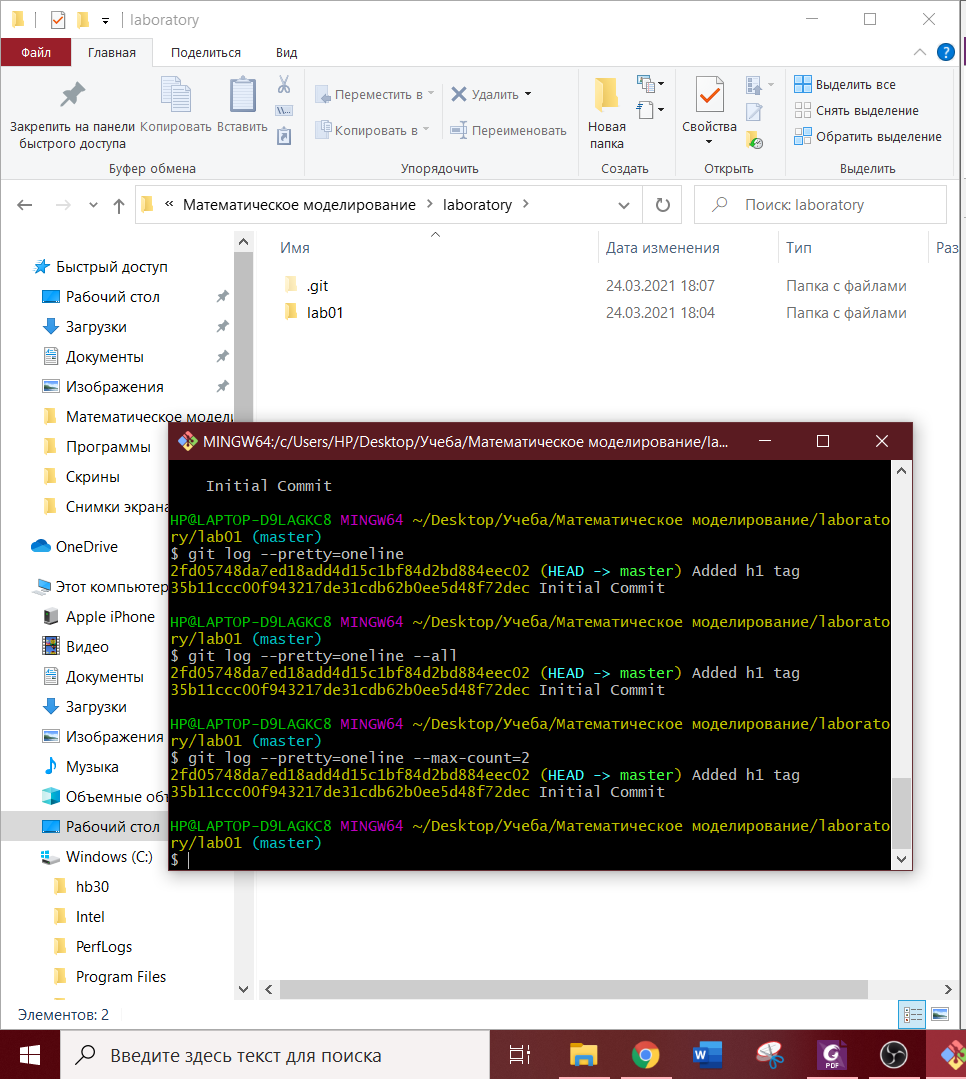 laboratory
Файл Главная Поделиться Вид
Закрепить на панели быстрого доступа
Копировать
Вставить
Переместить в
Копировать в
Удалить
Переименовать
Новая папка
Свойства
Выделить все
Снять выделение
Обратить выделение
Буфер обмена Упорядочить Создать Открыть Выделить
« Математическое моделирование > laboratory >
Поиск: laboratory
Имя Дата изменения Тип Раз
.git 24.03.2021 18:07 Папка с файлами
lab01 24.03.2021 18:04 Папка с файлами
Быстрый доступ
Рабочий стол
Загрузки
Документы
Изображения
Математическое модели
Программы
Скрины
Снимки экрана
OneDrive
Этот компьютер
Apple iPhone
Видео
Документы
Загрузки
Изображения
Музыка
Объемные объ
Рабочий стол
Windows (C:)
hb30
Intel
PerfLogs
Program Files
MINGW64:/c/Users/HP/Desktop/Учеба/Математическое моделирование/la...
Initial Commit
HP@LAPTOP-D9LAGKC8 MINGW64 ~/Desktop/Учеба/Математическое моделирование/laborato
ry/lab01 (master)
$ git log --pretty=oneline
2fd05748da7ed18add4d15c1bf84d2bd884eec02 (HEAD -> master) Added h1 tag
35b11ccc00f943217de31cdb62b0ee5d48f72dec Initial Commit
HP@LAPTOP-D9LAGKC8 MINGW64 ~/Desktop/Учеба/Математическое моделирование/laborato
ry/lab01 (master)
$ git log --pretty=oneline --all
2fd05748da7ed18add4d15c1bf84d2bd884eec02 (HEAD -> master) Added h1 tag
35b11ccc00f943217de31cdb62b0ee5d48f72dec Initial Commit
HP@LAPTOP-D9LAGKC8 MINGW64 ~/Desktop/Учеба/Математическое моделирование/laborato
ry/lab01 (master)
$ git log --pretty=oneline --max-count=2
2fd05748da7ed18add4d15c1bf84d2bd884eec02 (HEAD -> master) Added h1 tag
35b11ccc00f943217de31cdb62b0ee5d48f72dec Initial Commit
HP@LAPTOP-D9LAGKC8 MINGW64 ~/Desktop/Учеба/Математическое моделирование/laborato
ry/lab01 (master)
$
Элементов: 2
Введите здесь текст для поиска
PDF